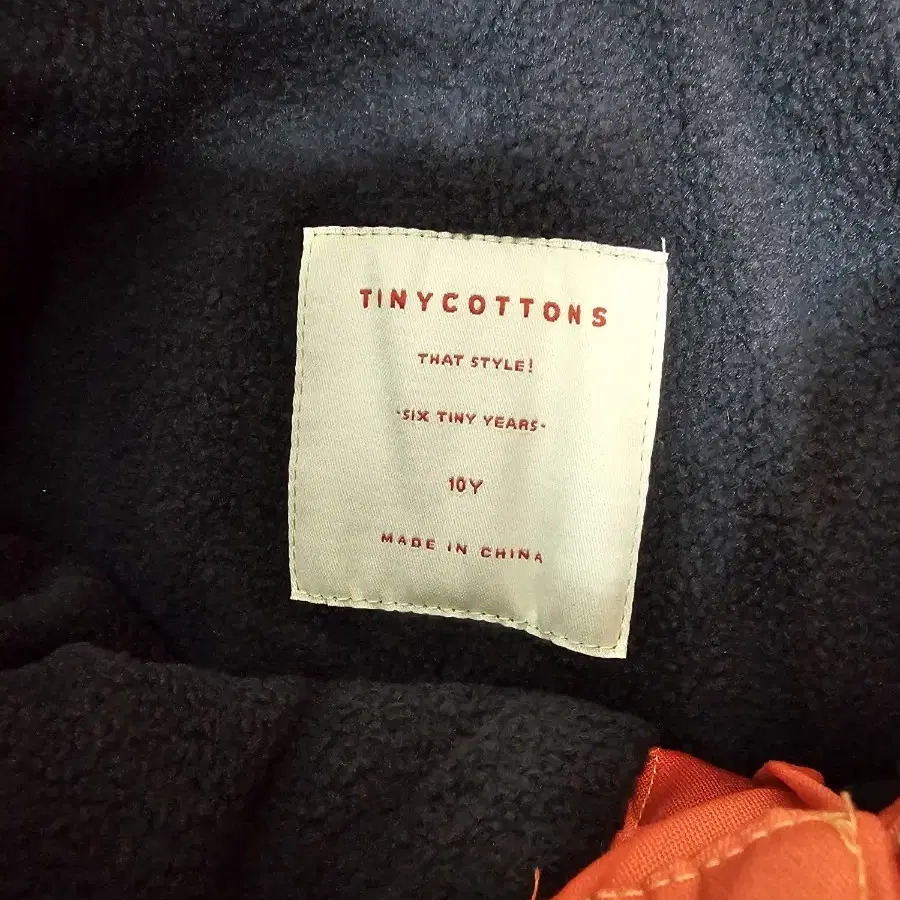 TINYCOTTONS
THAT STYLE!
·SIX TINY YEARS·
10Y
MADE IN CHINA